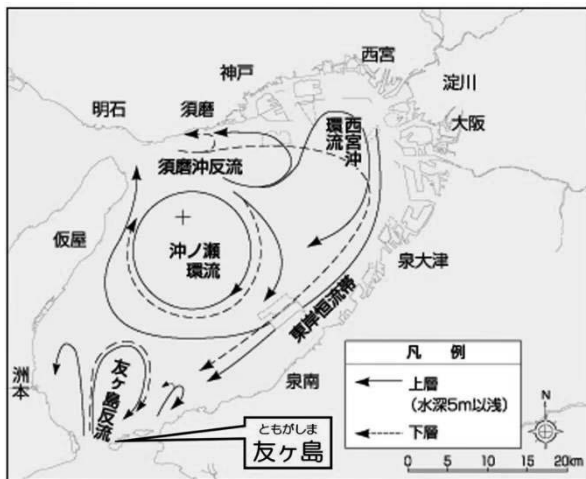 西宮
神戸
淀川
須磨
明石
大阪
西宮沖
環流
須磨沖反流
仮屋
沖ノ瀬
環流
泉大津
東岸恒流帯
凡 例
上層
(水深5m以浅)
下層
洲本
友ヶ島反流
泉南
ともがしま
友ヶ島
N
0 5 10 15 20km